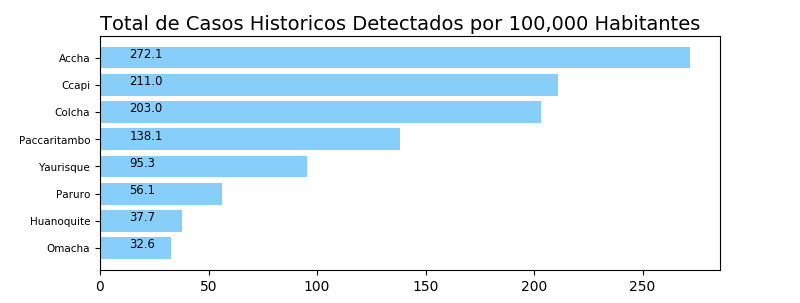 Total de Casos Historicos Detectados por 100,000 Habitantes
Accha 272.1
Ccapi 211.0
Colcha 203.0
Paccaritambo 138.1
Yaurisque 95.3
Paruro 56.1
Huanoquite 37.7
Omacha 32.6
0 50 100 150 200 250